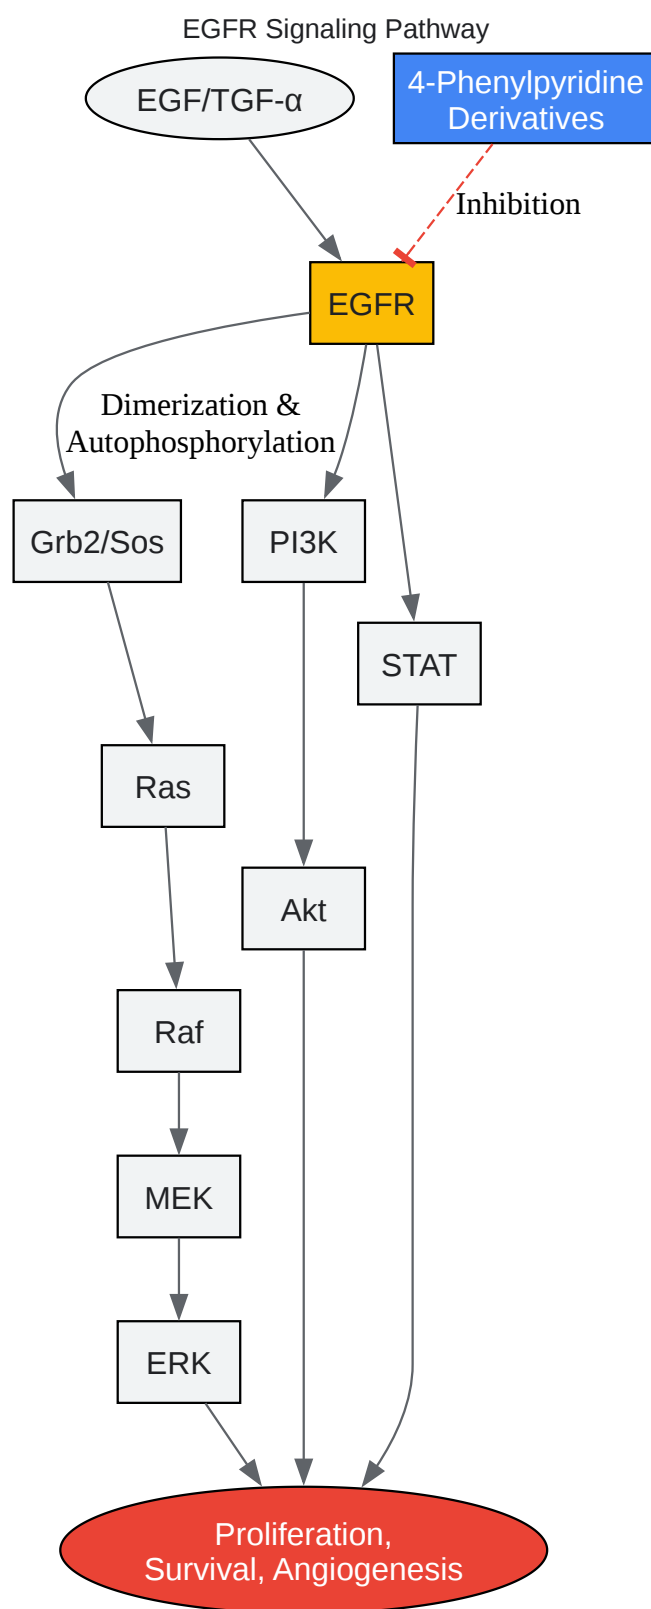 EGFR Signaling Pathway
EGF/TGF-α
4-Phenylpyridine
Derivatives
Inhibition
EGFR
Dimerization &
Autophosphorylation
Grb2/Sos
PI3K
STAT
Ras
Akt
Raf
MEK
ERK
Proliferation,
Survival, Angiogenesis